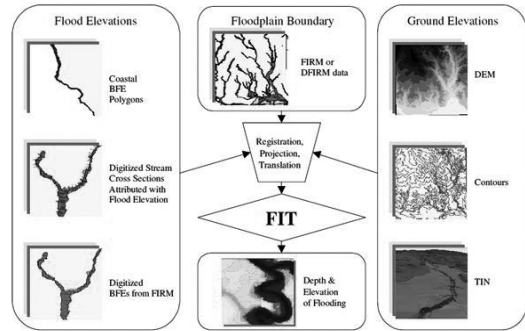 Flood Elevations
Coastal
BFE
Polygons
Digitized Stream
Cross Sections
Attributed with
Flood Elevation
Digitized
BFEs from FIRM
Floodplain Boundary
FIRM or
DFIRM data
Registration,
Projection,
Translation
FIT
Depth &
Elevation
of Flooding
Ground Elevations
DEM
Contours
TIN